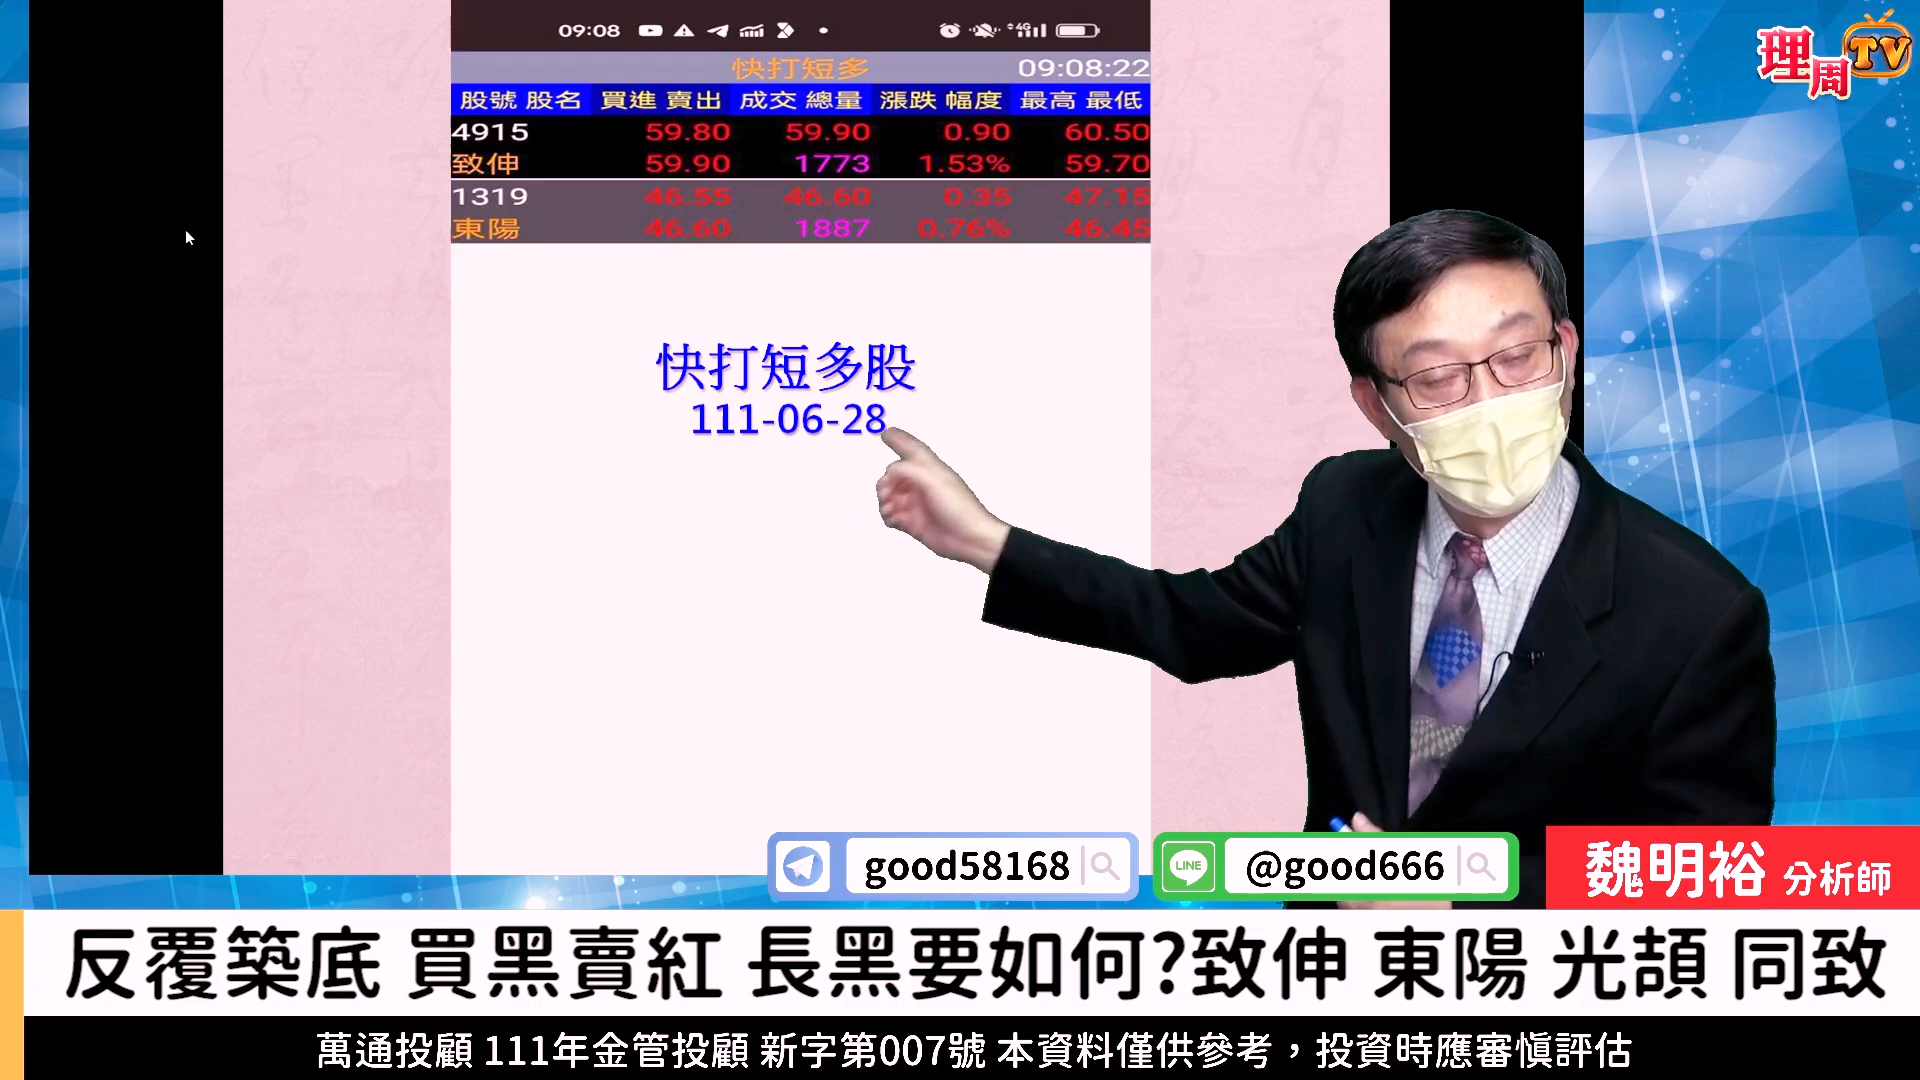 09:08
4G
理周TV
快打短多 09:08:22
股號 股名 買進 賣出 成交 總量 漲跌 幅度 最高 最低
4915 59.80 59.90 0.90 60.50
致伸 59.90 1773 1.53% 59.70
1319 46.55 46.60 0.35 47.15
東陽 46.60 1887 0.76% 46.45
快打短多股
111-06-28
good58168
LINE
@good666
魏明裕 分析師
反覆築底 買黑賣紅 長黑要如何?致伸 東陽 光頡 同致
萬通投顧 111年金管投顧 新字第007號 本資料僅供參考，投資時應審慎評估